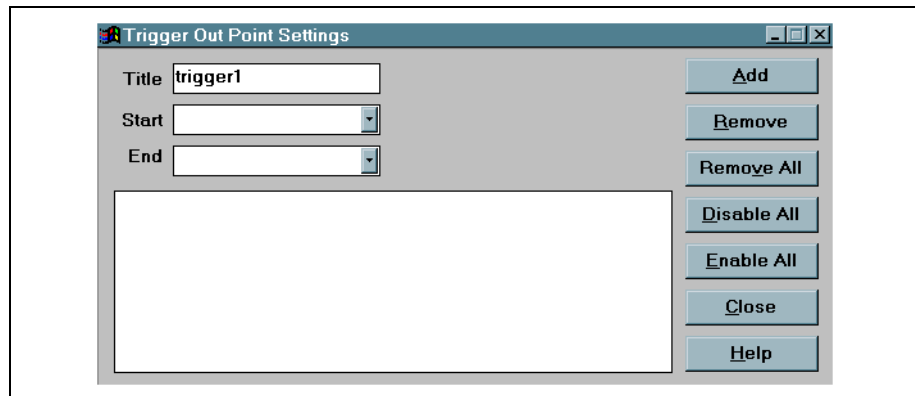 Trigger Out Point Settings
Title trigger1
Start
End
Add
Remove
Remove All
Disable All
Enable All
Close
Help